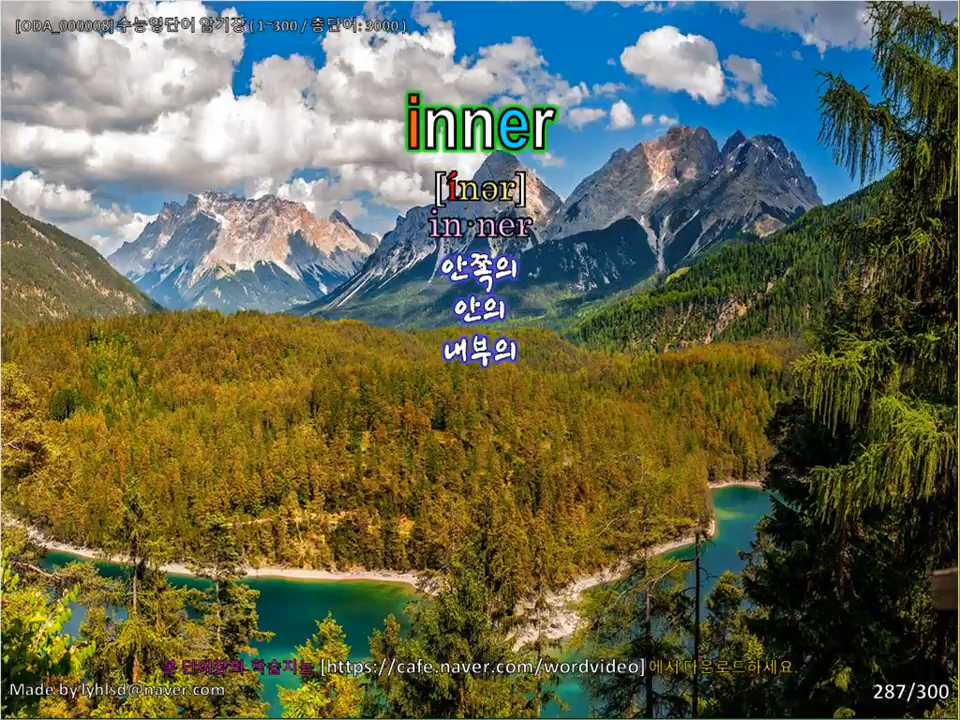 [ODA_000008] 수능영단어 암기장 ( 1~300 / 총단어: 3000 )
inner
[ínər]
in·ner
안쪽의
안의
내부의
본 단어장의 학습지는 [https://cafe.naver.com/wordvideo] 에서 다운로드하세요.
Made by lyhlsd@naver.com
287/300